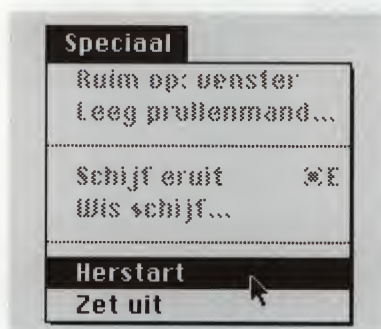 Speciaal
Ruim op: venster
Leeg prullenmand...
Schijf eruit ⌘E
Wis schijf...
Herstart
Zet uit